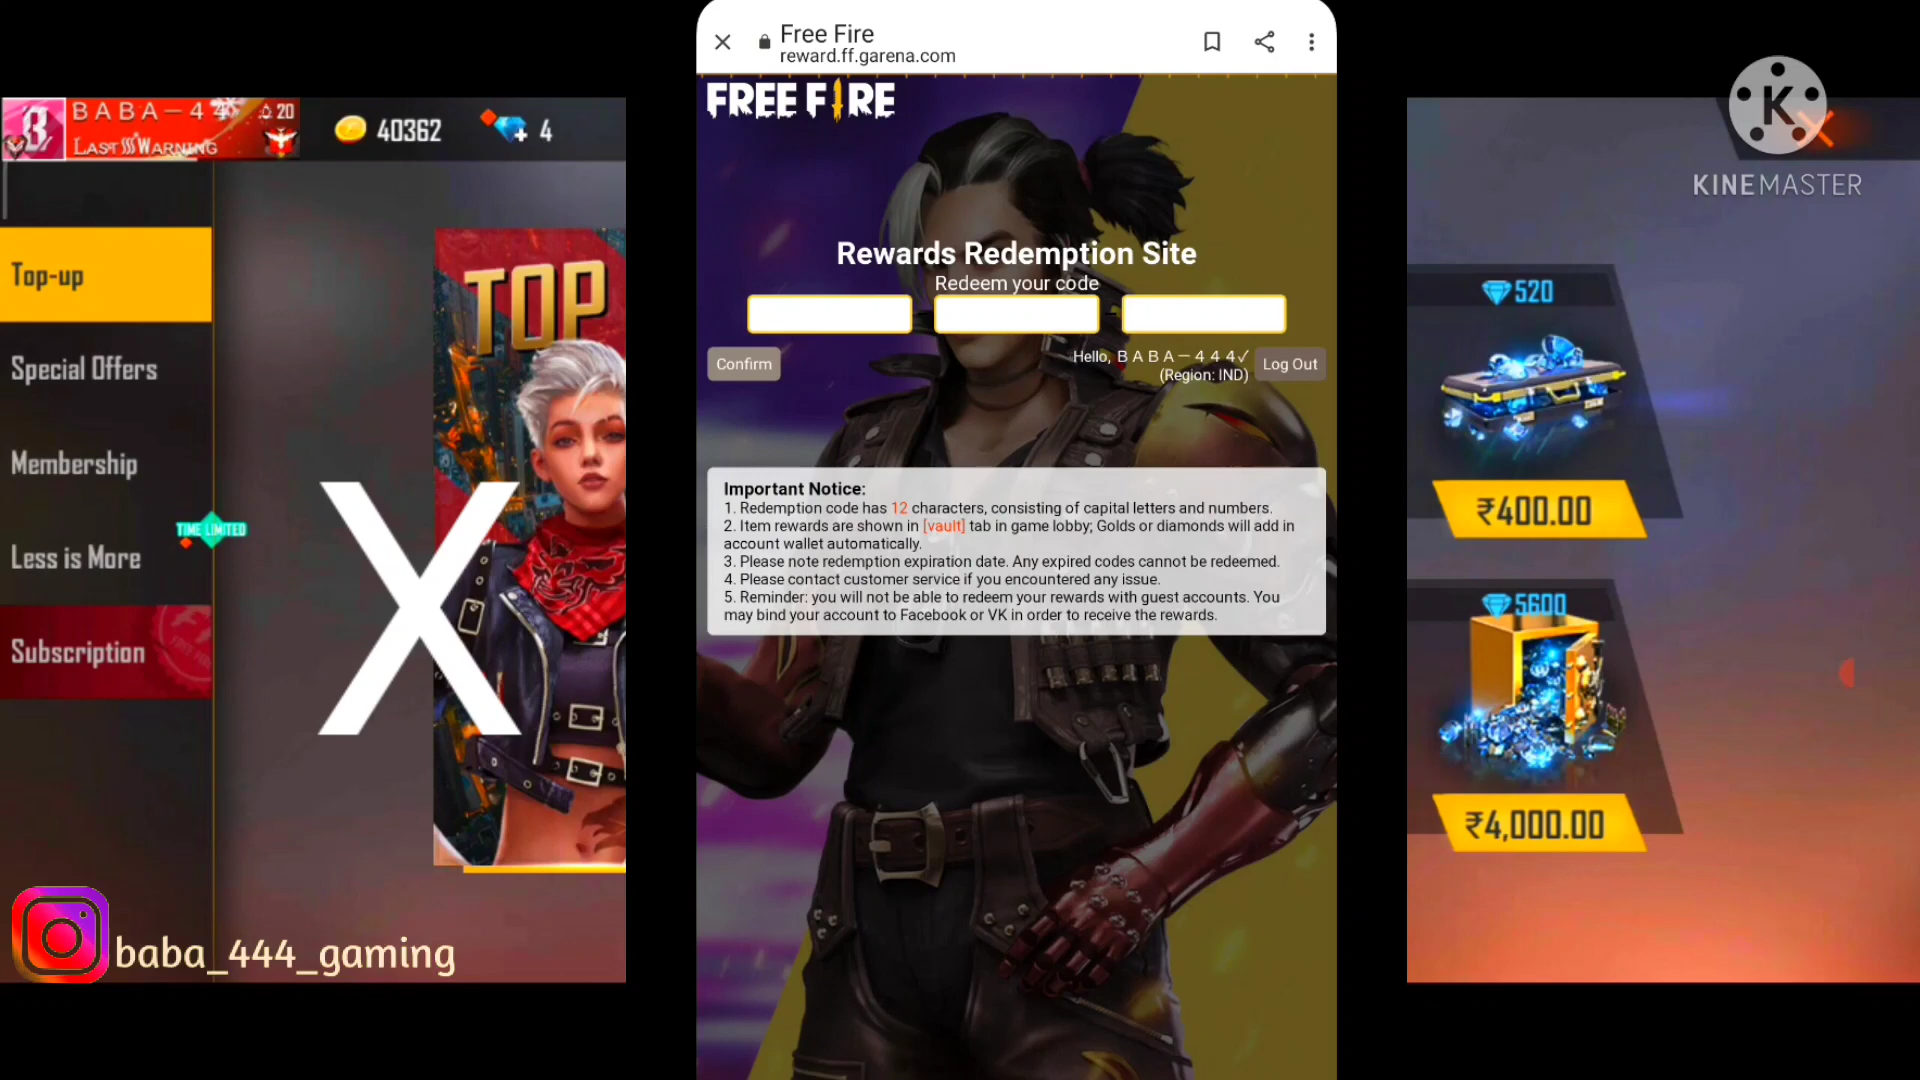 B A B A – 4 4
LAST WARNING
20
40362
4
Top-up
Special Offers
Membership
TIME LIMITED
Less is More
Subscription
TOP
X
baba_444_gaming
Free Fire
reward.ff.garena.com
FREE FIRE
Rewards Redemption Site
Redeem your code
Confirm
Hello, B A B A – 4 4 4✓
(Region: IND)
Log Out
Important Notice:
1. Redemption code has 12 characters, consisting of capital letters and numbers.
2. Item rewards are shown in [vault] tab in game lobby; Golds or diamonds will add in
account wallet automatically.
3. Please note redemption expiration date. Any expired codes cannot be redeemed.
4. Please contact customer service if you encountered any issue.
5. Reminder: you will not be able to redeem your rewards with guest accounts. You
may bind your account to Facebook or VK in order to receive the rewards.
K
KINEMASTER
520
₹400.00
5600
₹4,000.00